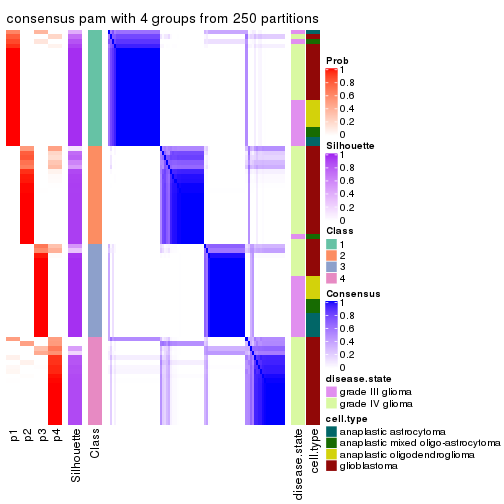 consensus pam with 4 groups from 250 partitions
Prob
1
0.8
0.6
0.4
0.2
0
Silhouette
1
0.8
0.6
0.4
0.2
0
Class
1
2
3
4
Consensus
1
0.8
0.6
0.4
0.2
0
disease.state
grade III glioma
grade IV glioma
cell.type
anaplastic astrocytoma
anaplastic mixed oligo-astrocytoma
anaplastic oligodendroglioma
glioblastoma
p1
p2
p3
p4
Silhouette
Class
disease.state
cell.type